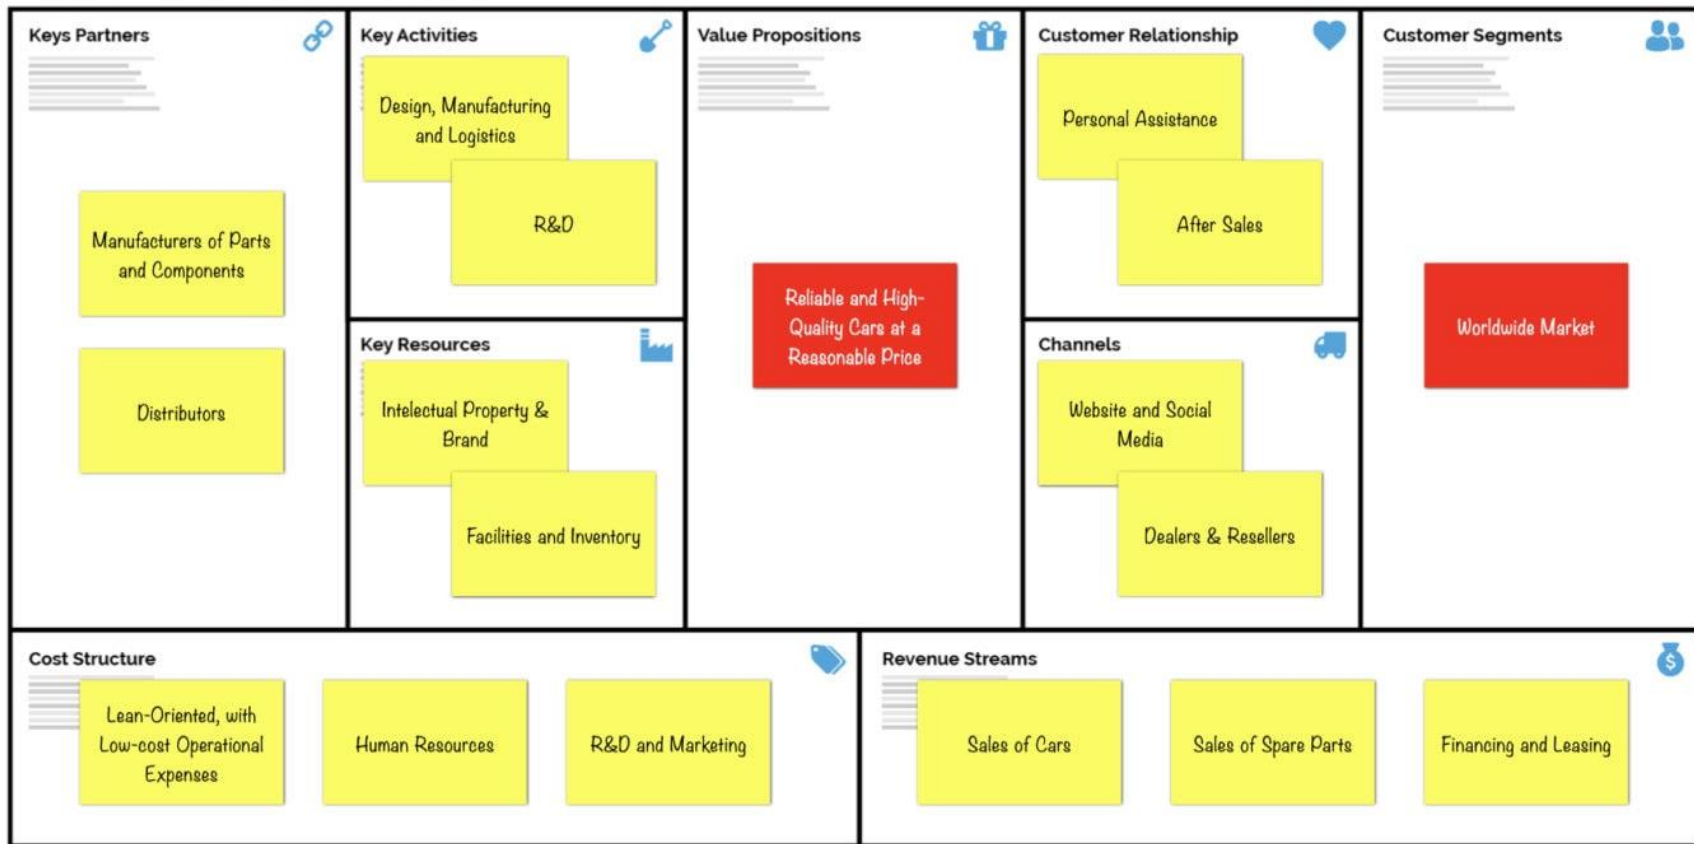 Keys Partners
Manufacturers of Parts
and Components
Distributors
Key Activities
Design, Manufacturing
and Logistics
R&D
Key Resources
Intelectual Property &
Brand
Facilities and Inventory
Value Propositions
Reliable and High-
Quality Cars at a
Reasonable Price
Customer Relationship
Personal Assistance
After Sales
Channels
Website and Social
Media
Dealers & Resellers
Customer Segments
Worldwide Market
Cost Structure
Lean-Oriented, with
Low-cost Operational
Expenses
Human Resources
R&D and Marketing
Revenue Streams
$
Sales of Cars
Sales of Spare Parts
Financing and Leasing